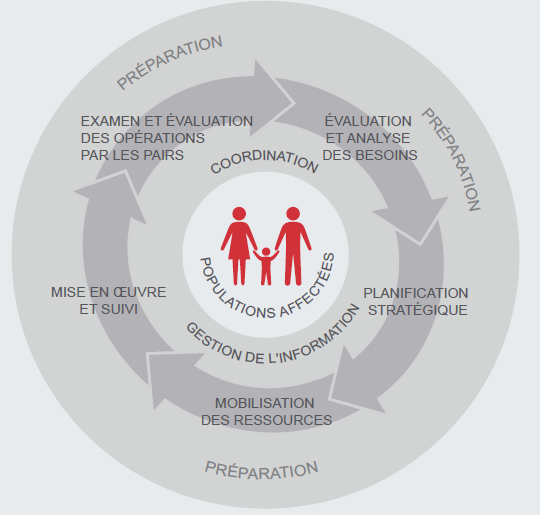 PRÉPARATION
EXAMEN ET ÉVALUATION
DES OPÉRATIONS
PAR LES PAIRS
ÉVALUATION
ET ANALYSE
DES BESOINS
PRÉPARATION
COORDINATION
POPULATIONS AFFECTÉES
GESTION DE L'INFORMATION
MISE EN ŒUVRE
ET SUIVI
PLANIFICATION
STRATÉGIQUE
MOBILISATION
DES RESSOURCES
PRÉPARATION